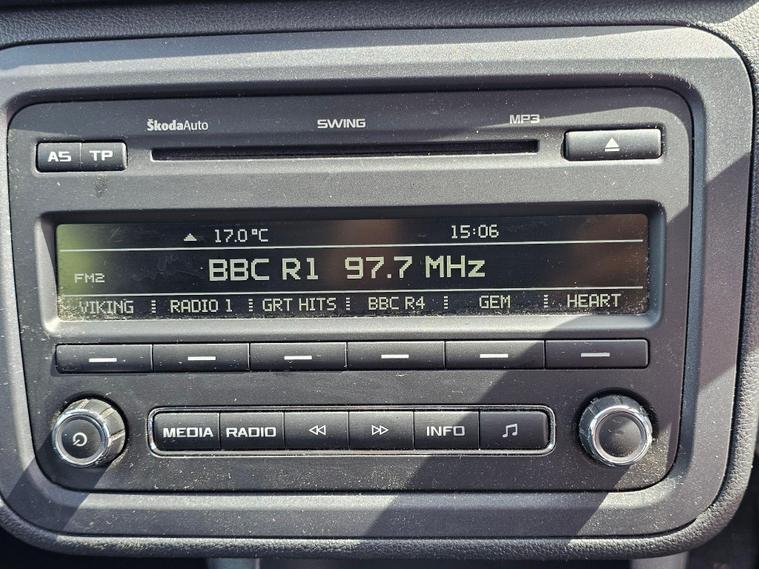 ŠkodaAuto SWING MP3
AS TP
17.0°C 15:06
FM2 BBC R1 97.7 MHz
VIKING RADIO 1 GRT HITS BBC R4 GEM HEART
MEDIA RADIO INFO